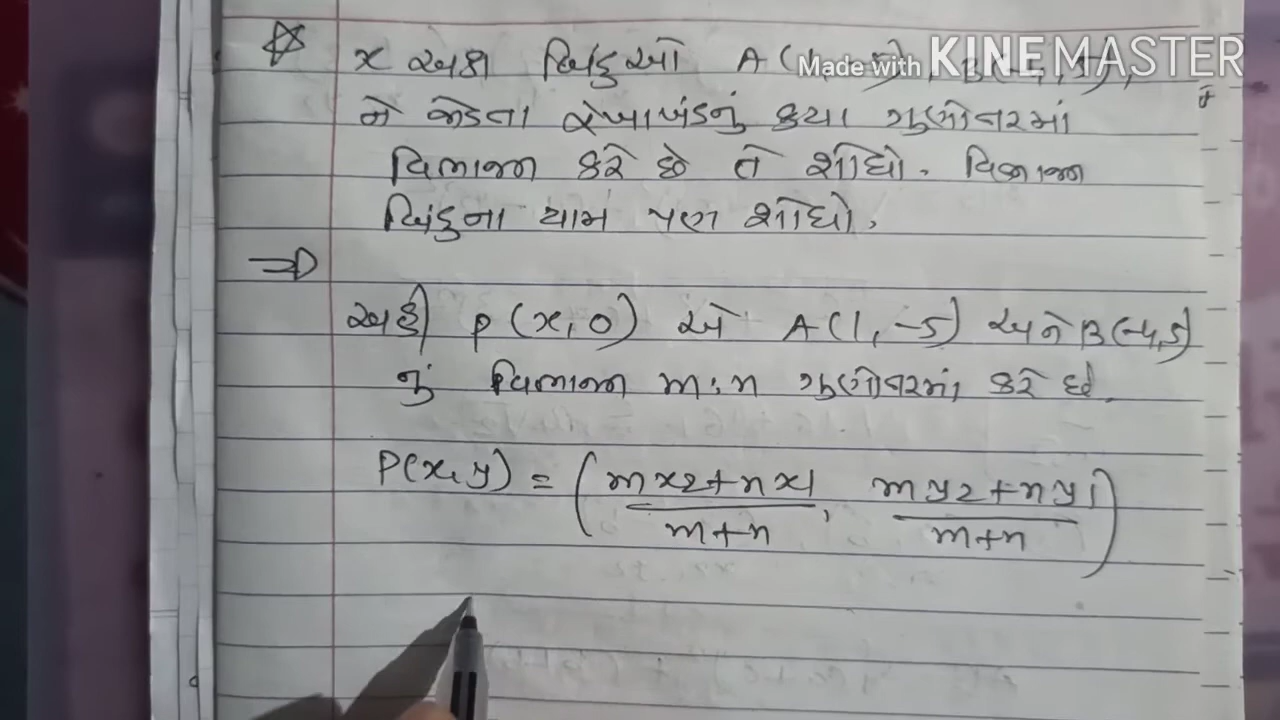 x અક્ષ બિંદુઓ A(
Made with KINEMASTER
ને જોડતા રેખાખંડનું કયા ગુણોત્તરમાં
વિભાજન કરે છે તે શોધો. વિભાજન
બિંદુના યામ પણ શોધો.
⇒
અહીં P(x, 0) એ A(1, -5) અને B(-4,5)
નું વિભાજન m:n ગુણોત્તરમાં કરે છે.
P(x, y) = ( mx2+nx1 / m+n , my2+ny1 / m+n )